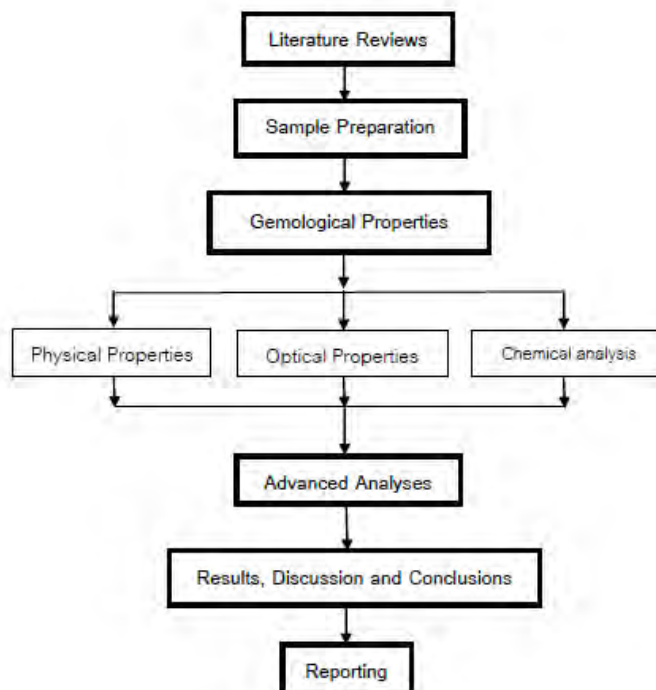 Literature Reviews
Sample Preparation
Gemological Properties
Physical Properties
Optical Properties
Chemical analysis
Advanced Analyses
Results, Discussion and Conclusions
Reporting